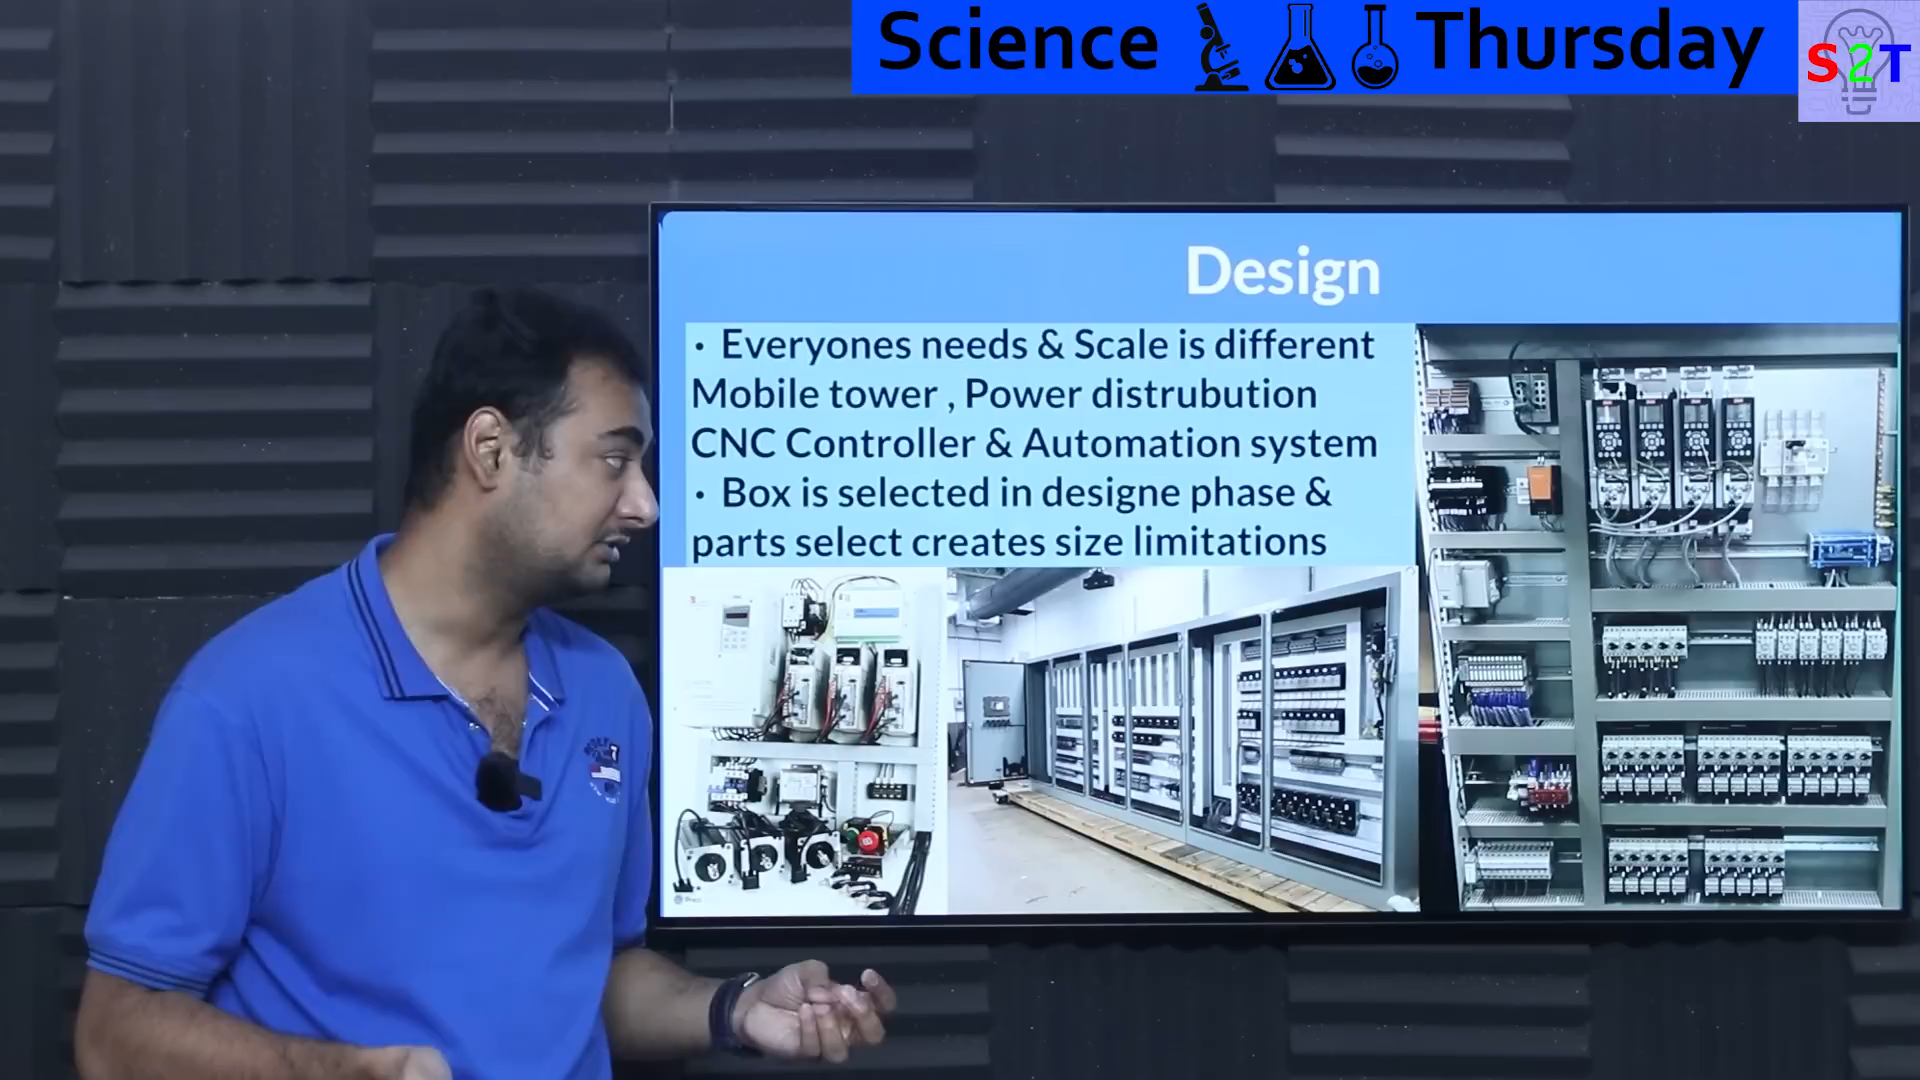 Science Thursday
S2T
Design
· Everyones needs & Scale is different
Mobile tower , Power distrubution
CNC Controller & Automation system
· Box is selected in designe phase &
parts select creates size limitations